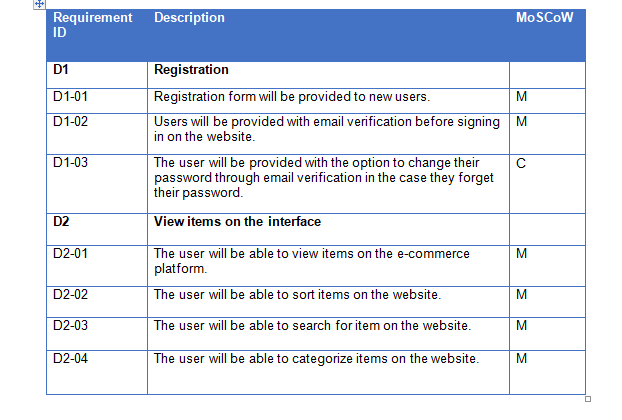 Requirement Description MoSCoW
ID
D1 Registration
D1-01 Registration form will be provided to new users. M
D1-02 Users will be provided with email verification before signing M
in on the website.
D1-03 The user will be provided with the option to change their C
password through email verification in the case they forget
their password.
D2 View items on the interface
D2-01 The user will be able to view items on the e-commerce M
platform.
D2-02 The user will be able to sort items on the website. M
D2-03 The user will be able to search for item on the website. M
D2-04 The user will be able to categorize items on the website. M